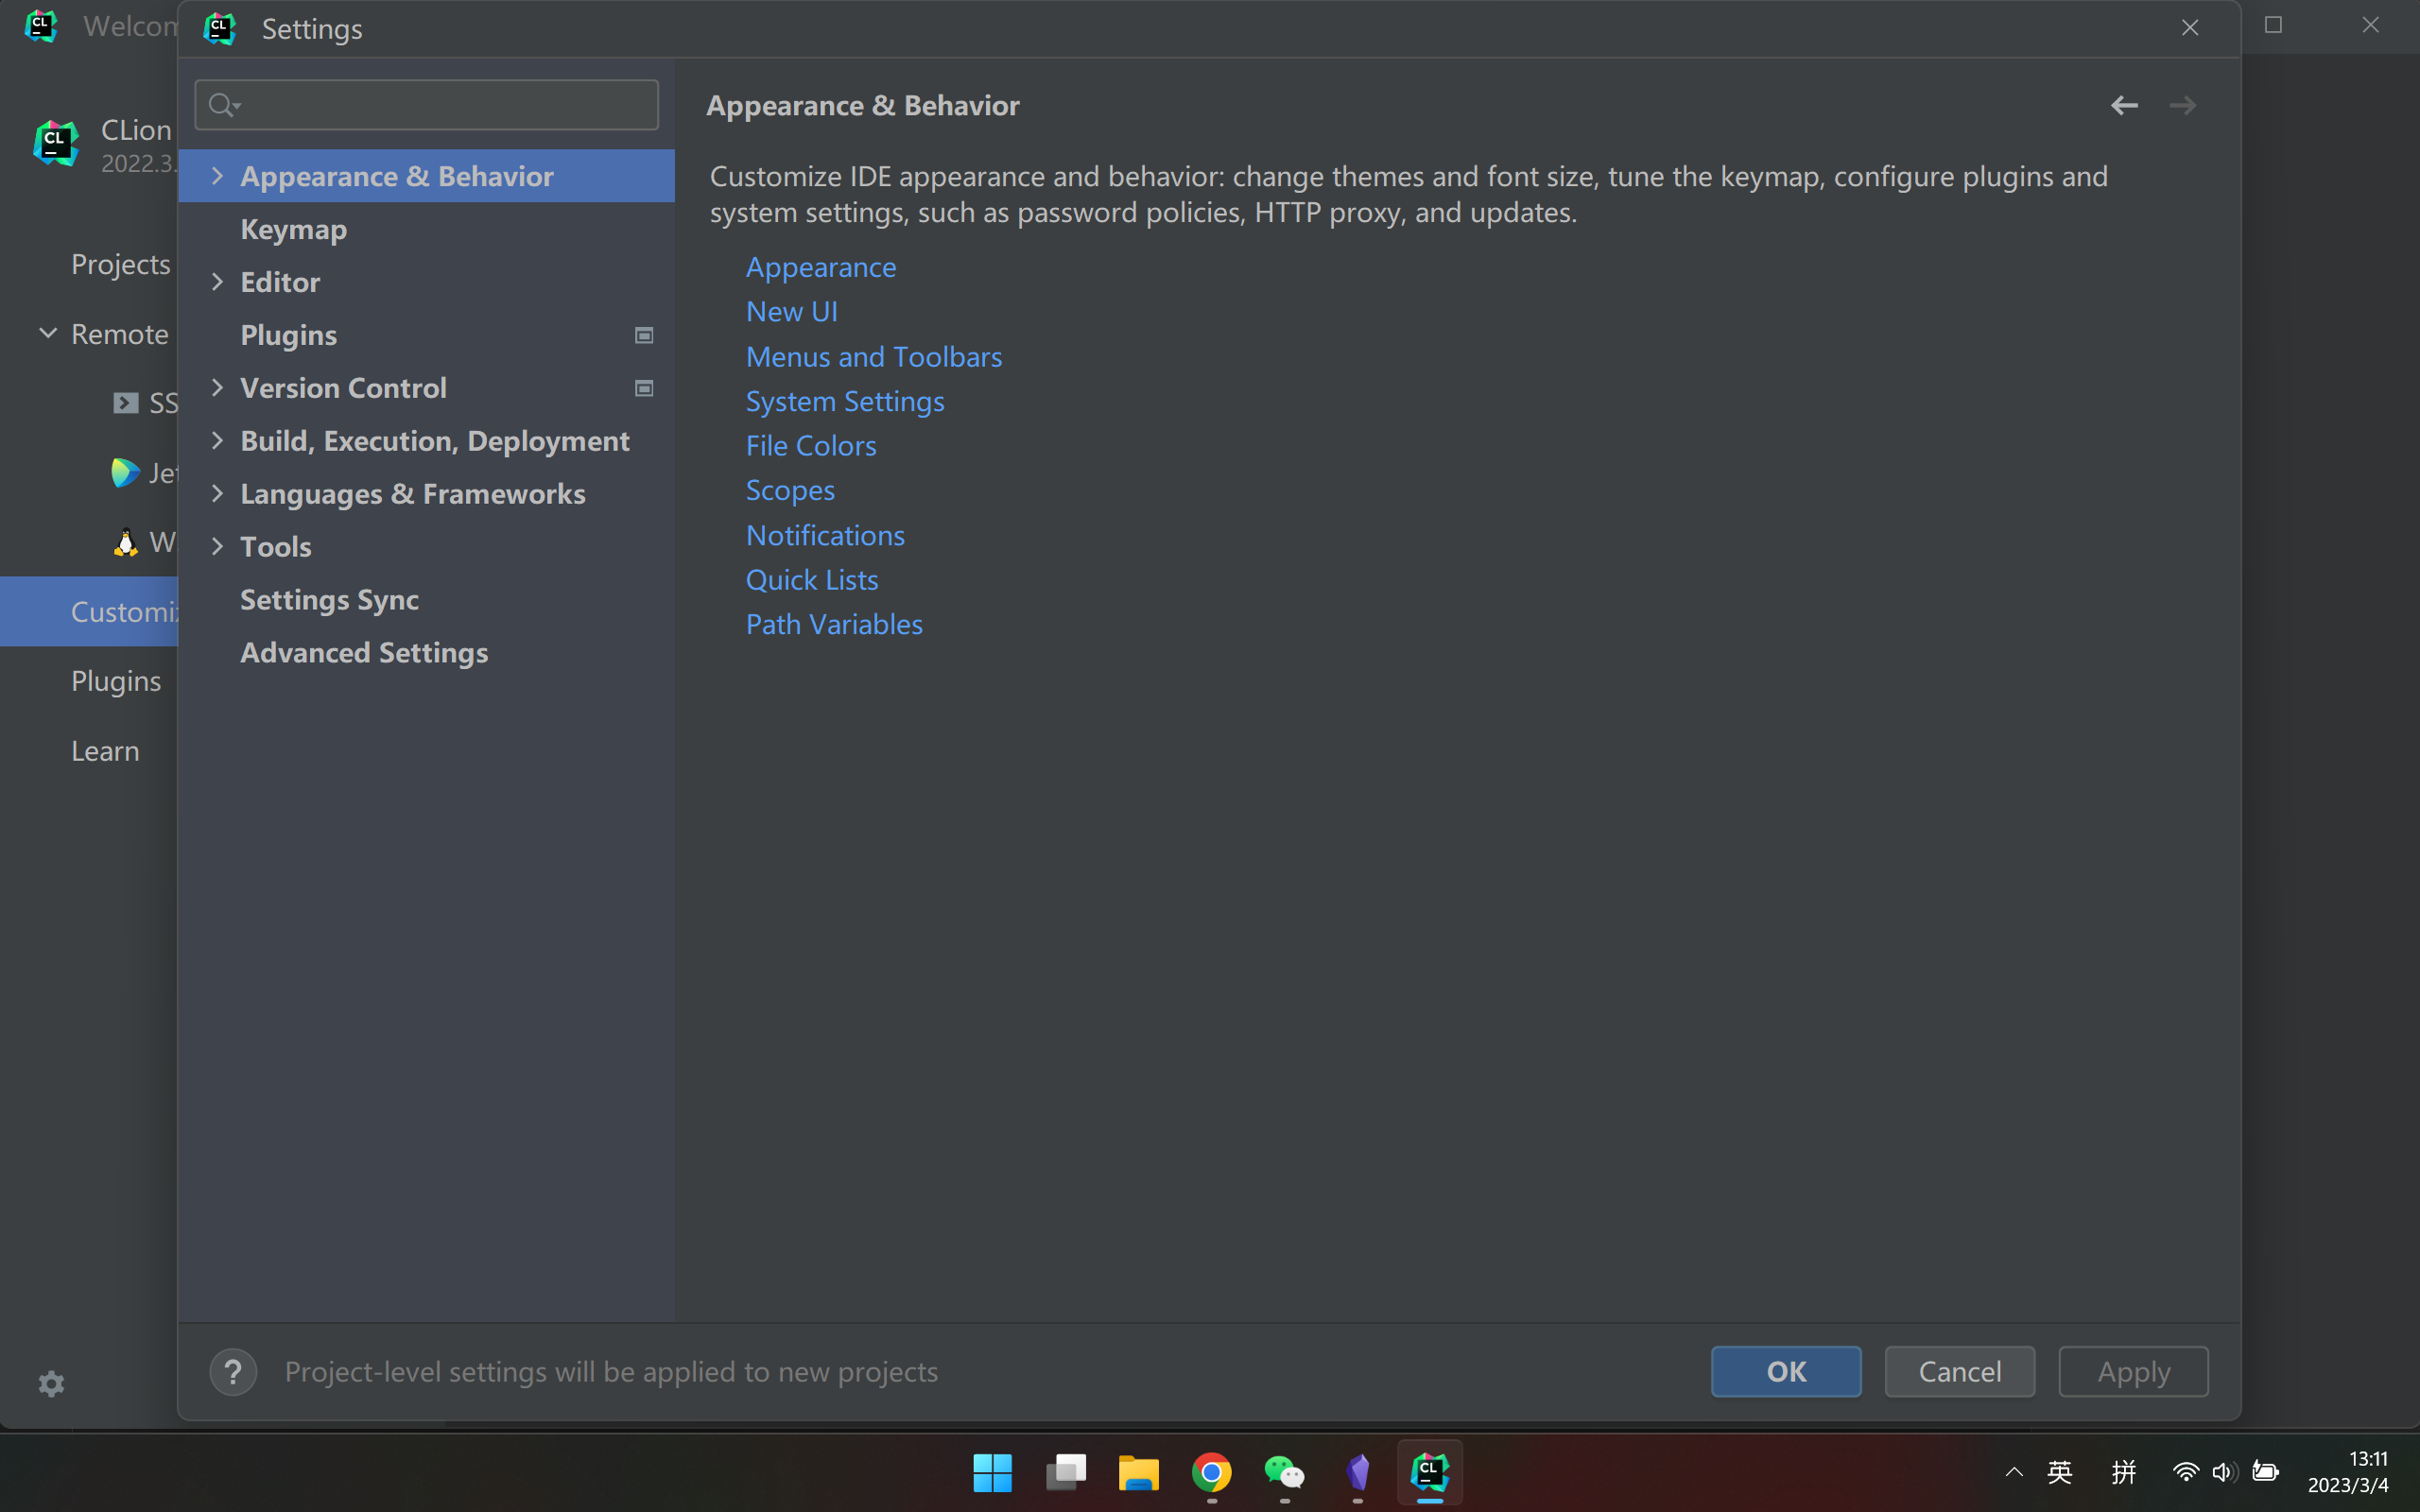 Welcom
Settings
CLion
2022.3.
Projects
Remote
SS
Jet
W
Customiz
Plugins
Learn
Appearance & Behavior
Keymap
Editor
Plugins
Version Control
Build, Execution, Deployment
Languages & Frameworks
Tools
Settings Sync
Advanced Settings
Appearance & Behavior
Customize IDE appearance and behavior: change themes and font size, tune the keymap, configure plugins and
system settings, such as password policies, HTTP proxy, and updates.
Appearance
New UI
Menus and Toolbars
System Settings
File Colors
Scopes
Notifications
Quick Lists
Path Variables
? Project-level settings will be applied to new projects
OK Cancel Apply
英 拼
13:11
2023/3/4